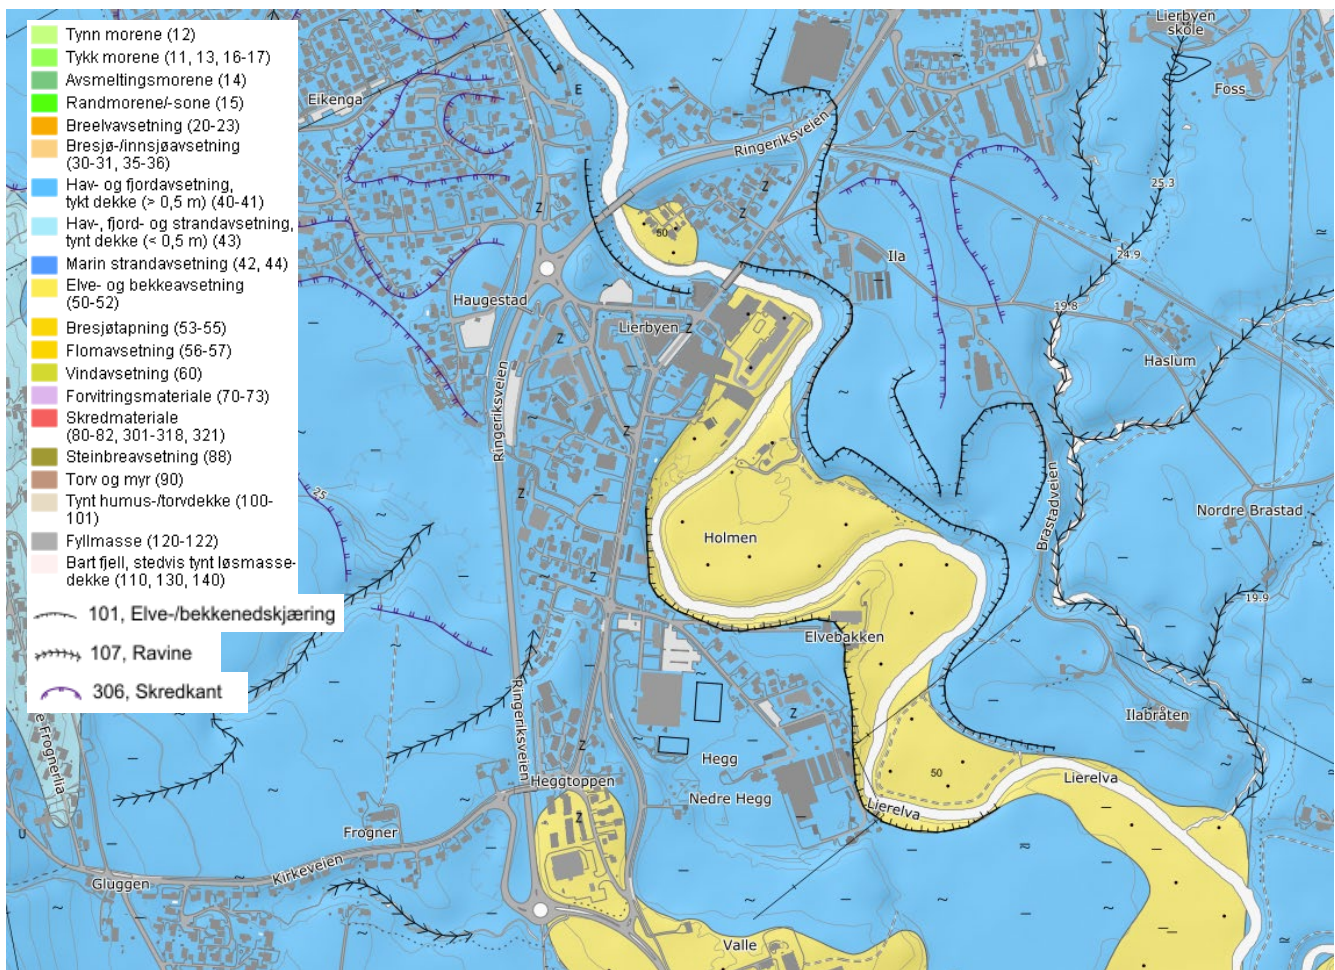 Tynn morene (12)
Tykk morene (11, 13, 16-17)
Avsmeltingsmorene (14)
Randmorene/-sone (15)
Breelvavsetning (20-23)
Bresjø-/innsjøavsetning
(30-31, 35-36)
Hav- og fjordavsetning,
tykt dekke (> 0,5 m) (40-41)
Hav-, fjord- og strandavsetning,
tynt dekke (< 0,5 m) (43)
Marin strandavsetning (42, 44)
Elve- og bekkeavsetning
(50-52)
Bresjøtapning (53-55)
Flomavsetning (56-57)
Vindavsetning (60)
Forvitringsmateriale (70-73)
Skredmateriale
(80-82, 301-318, 321)
Steinbreavsetning (88)
Torv og myr (90)
Tynt humus-/torvdekke (100-
101)
Fyllmasse (120-122)
Bart fjell, stedvis tynt løsmasse-
dekke (110, 130, 140)
101, Elve-/bekkenedskjæring
107, Ravine
306, Skredkant
Lierbyen
skole
Eikenga
E
Foss
Ringeriksveien
25.3
Z
Z
50
24.9
Ila
Haugestad
19.8
Lierbyen
Z
Haslum
Ringeriksveien
Z
25
Z
Brastadveien
Nordre Brastad
Holmen
Z
19.9
Elvebakken
Ringeriksveien
Z
Z
Ilabråten
e Frognerlia
Hegg
50
Lierelva
Heggtoppen
Nedre Hegg
Lierelva
Z
Frogner
U
Kirkeveien
Gluggen
Valle